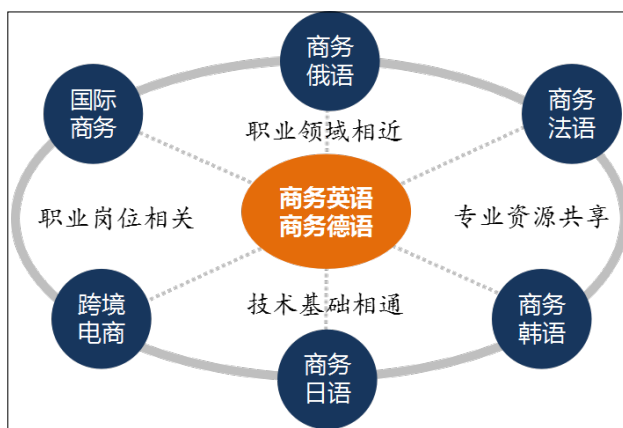 商务
俄语
国际
商务
商务
法语
职业领域相近
商务英语
商务德语
职业岗位相关
专业资源共享
跨境
电商
技术基础相通
商务
韩语
商务
日语